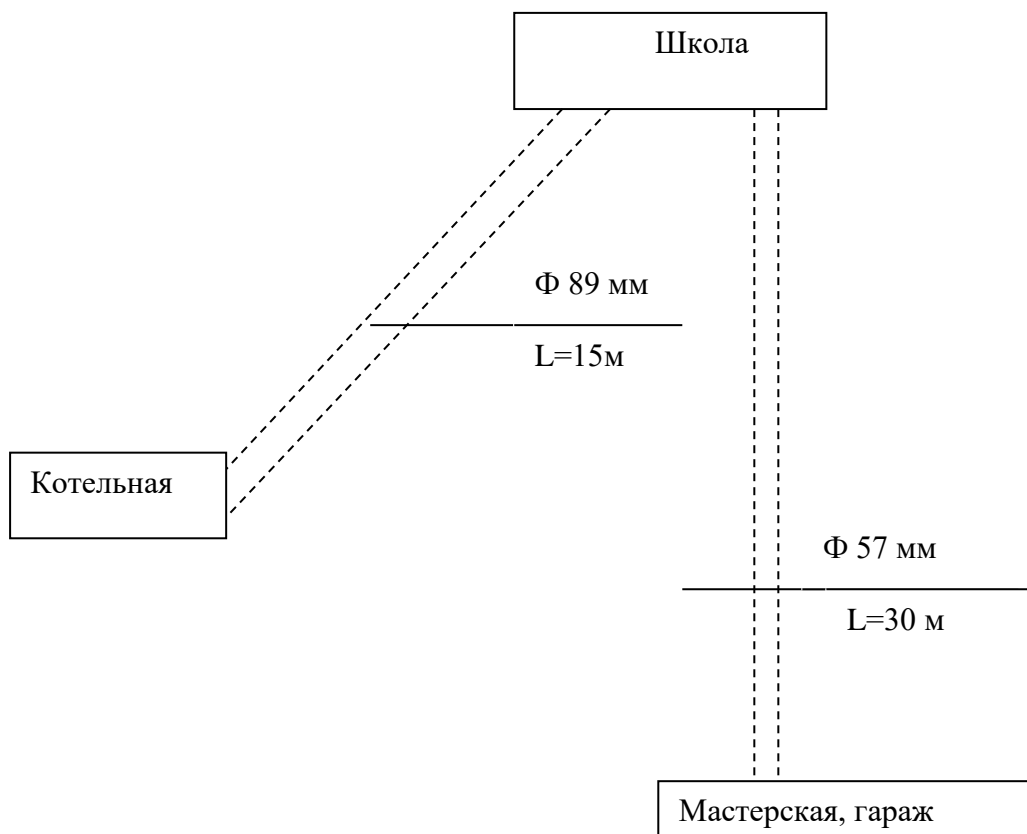 Школа
Ф 89 мм
L=15м
Котельная
Ф 57 мм
L=30 м
Мастерская, гараж